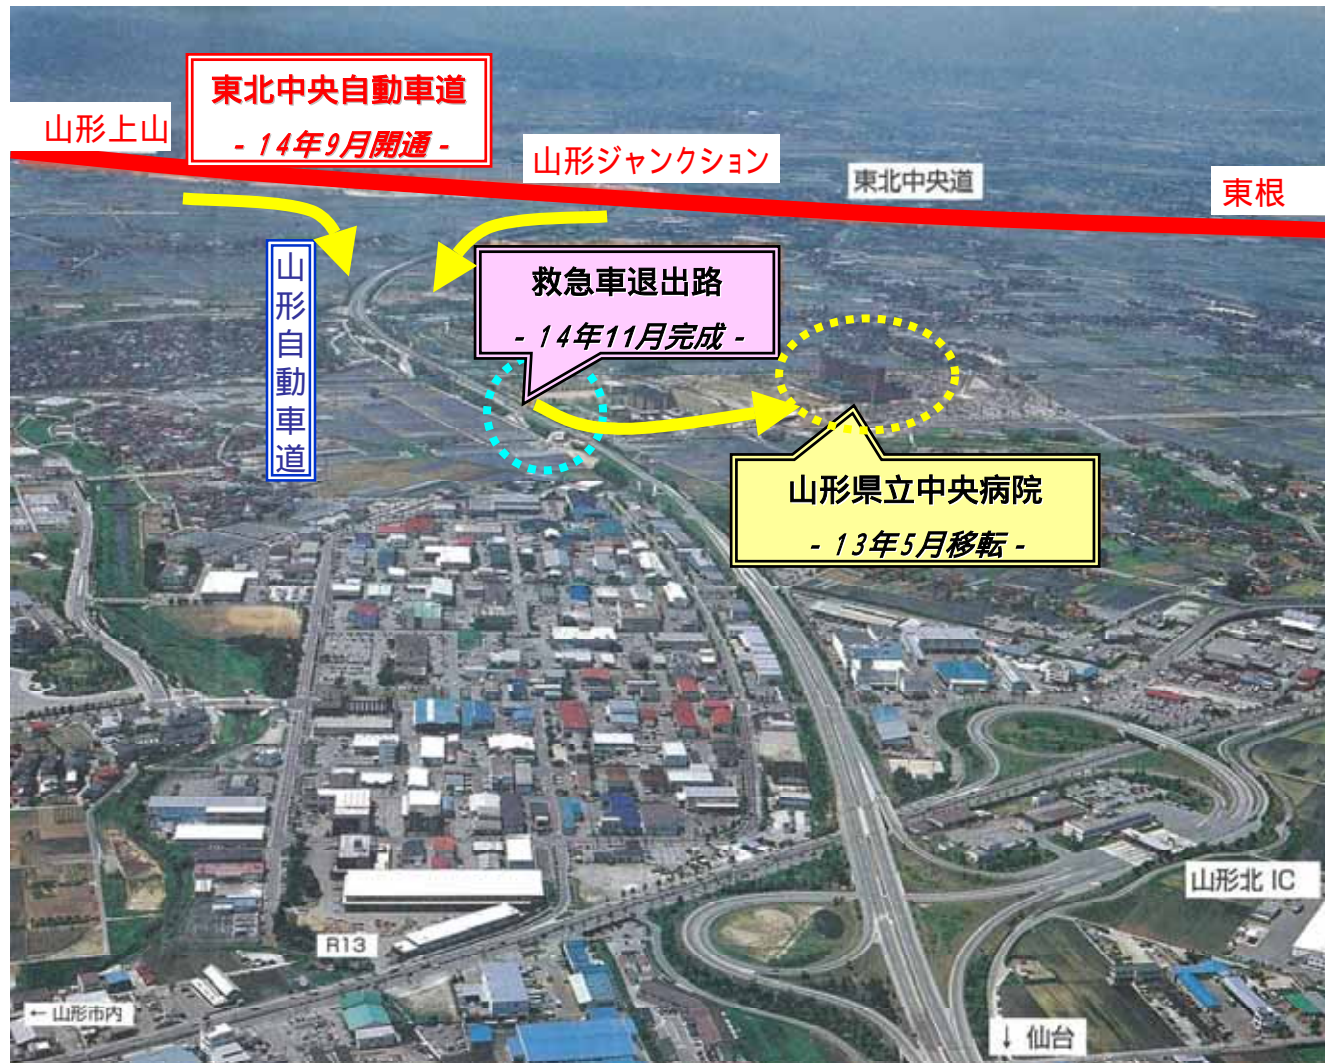 東北中央自動車道
- 14年9月開通 -
山形上山
山形ジャンクション
東北中央道
東根
山形自動車道
救急車退出路
- 14年11月完成 -
山形県立中央病院
- 13年5月移転 -
山形北 IC
R13
← 山形市内
↓ 仙台